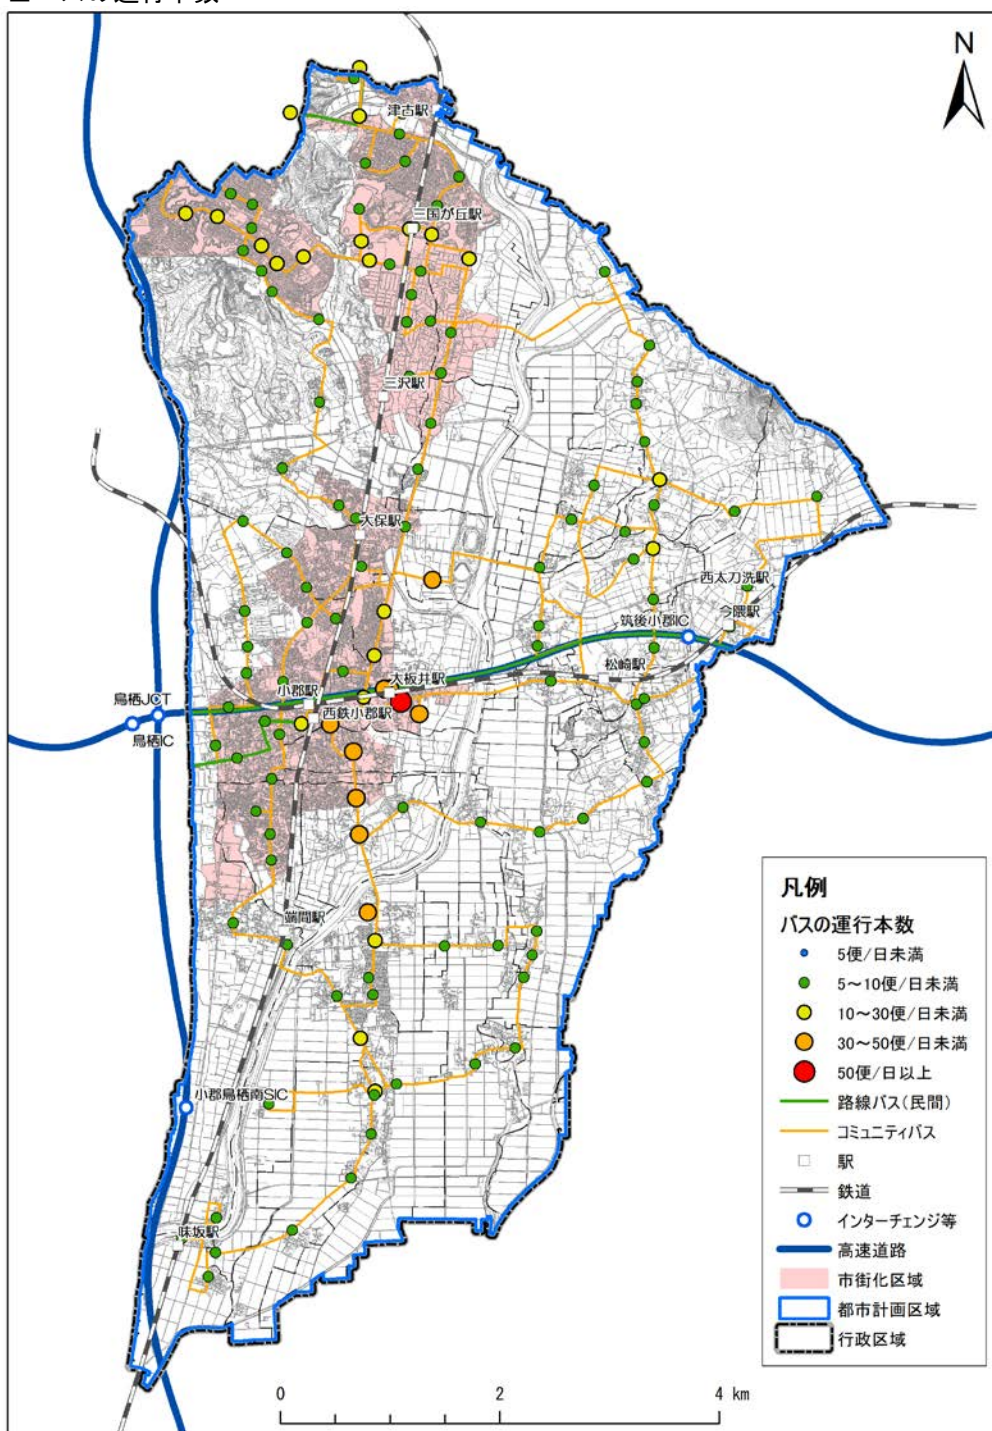 バスの運行本数
N
津古駅
三国が丘駅
三沢駅
大保駅
西太刀洗駅
今隈駅
筑後小郡IC
松崎駅
大板井駅
小郡駅
西鉄小郡駅
鳥栖JCT
鳥栖IC
端間駅
小郡鳥栖南SIC
味坂駅
凡例
バスの運行本数
5便/日未満
5～10便/日未満
10～30便/日未満
30～50便/日未満
50便/日以上
路線バス(民間)
コミュニティバス
駅
鉄道
インターチェンジ等
高速道路
市街化区域
都市計画区域
行政区域
0 2 4 km